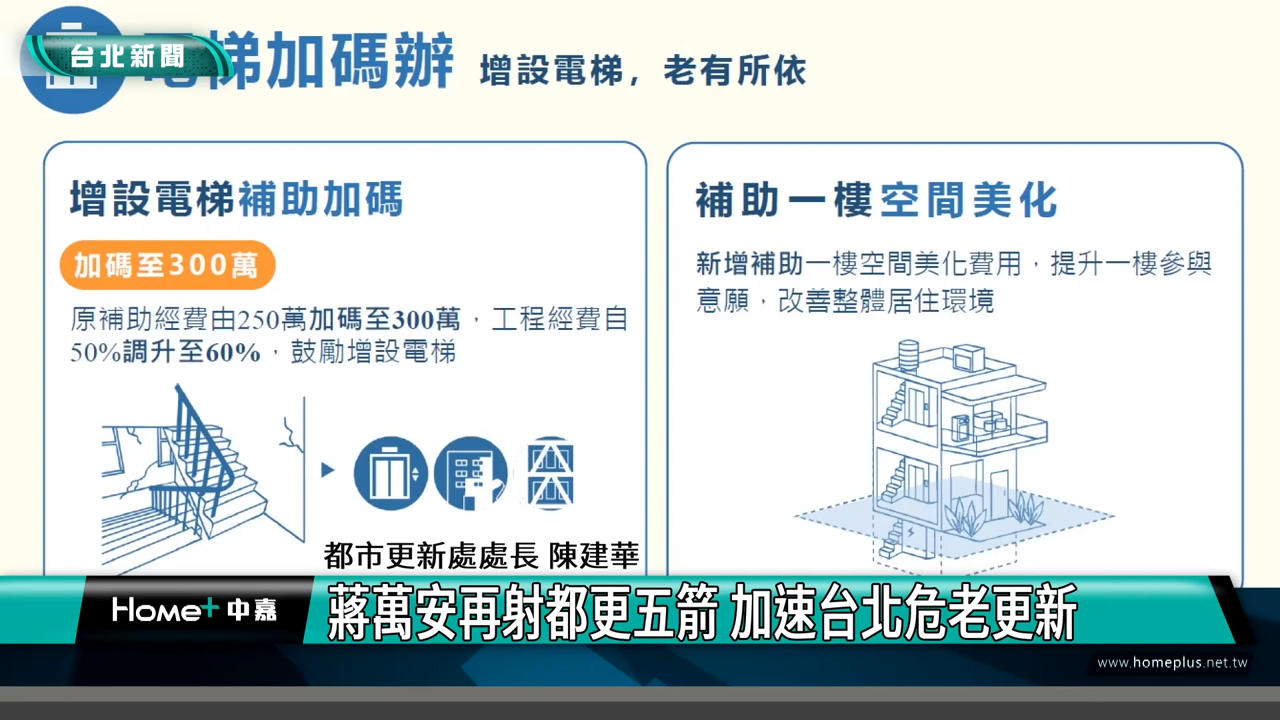 台北新聞
梯加碼辦 增設電梯，老有所依
增設電梯補助加碼
加碼至300萬
原補助經費由250萬加碼至300萬，工程經費自
50%調升至60%，鼓勵增設電梯
補助一樓空間美化
新增補助一樓空間美化費用，提升一樓參與
意願，改善整體居住環境
都市更新處處長 陳建華
Home+中嘉
蔣萬安再射都更五箭 加速台北危老更新
www.homeplus.net.tw